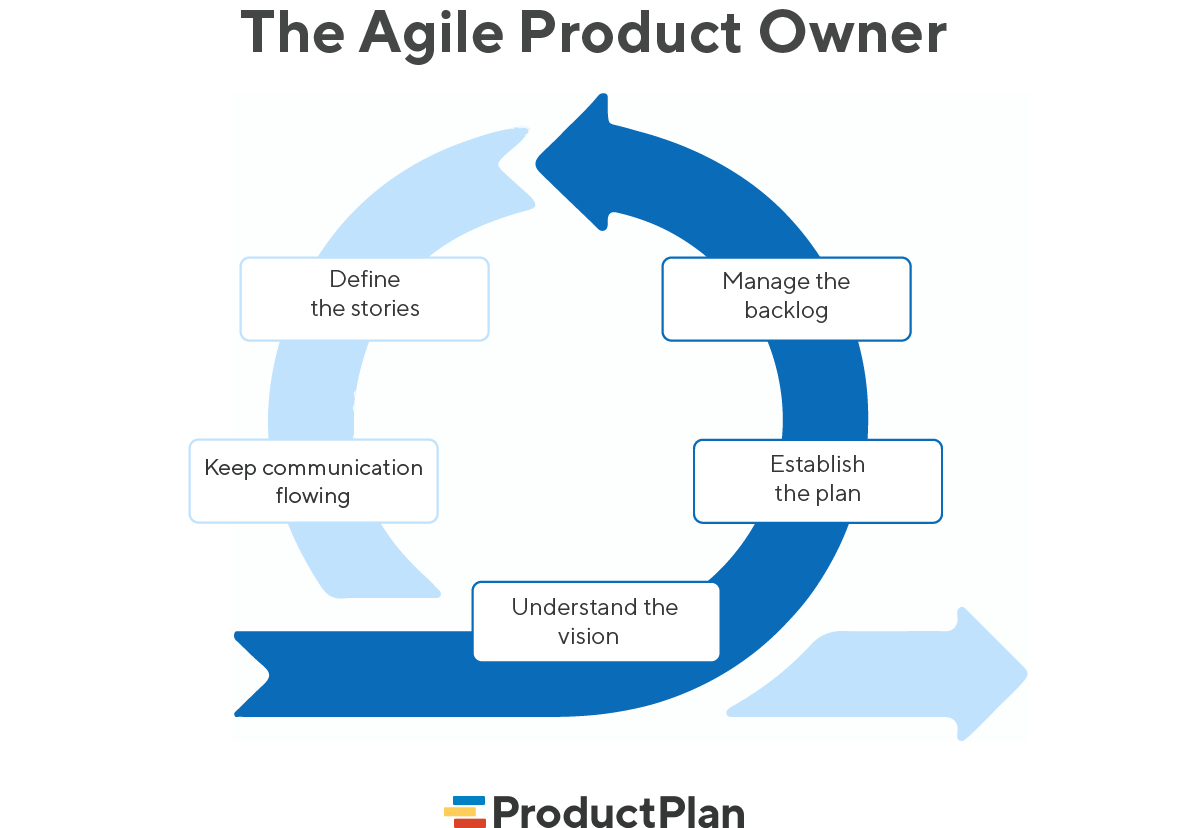 The Agile Product Owner
Define
the stories
Manage the
backlog
Keep communication
flowing
Establish
the plan
Understand the
vision
ProductPlan